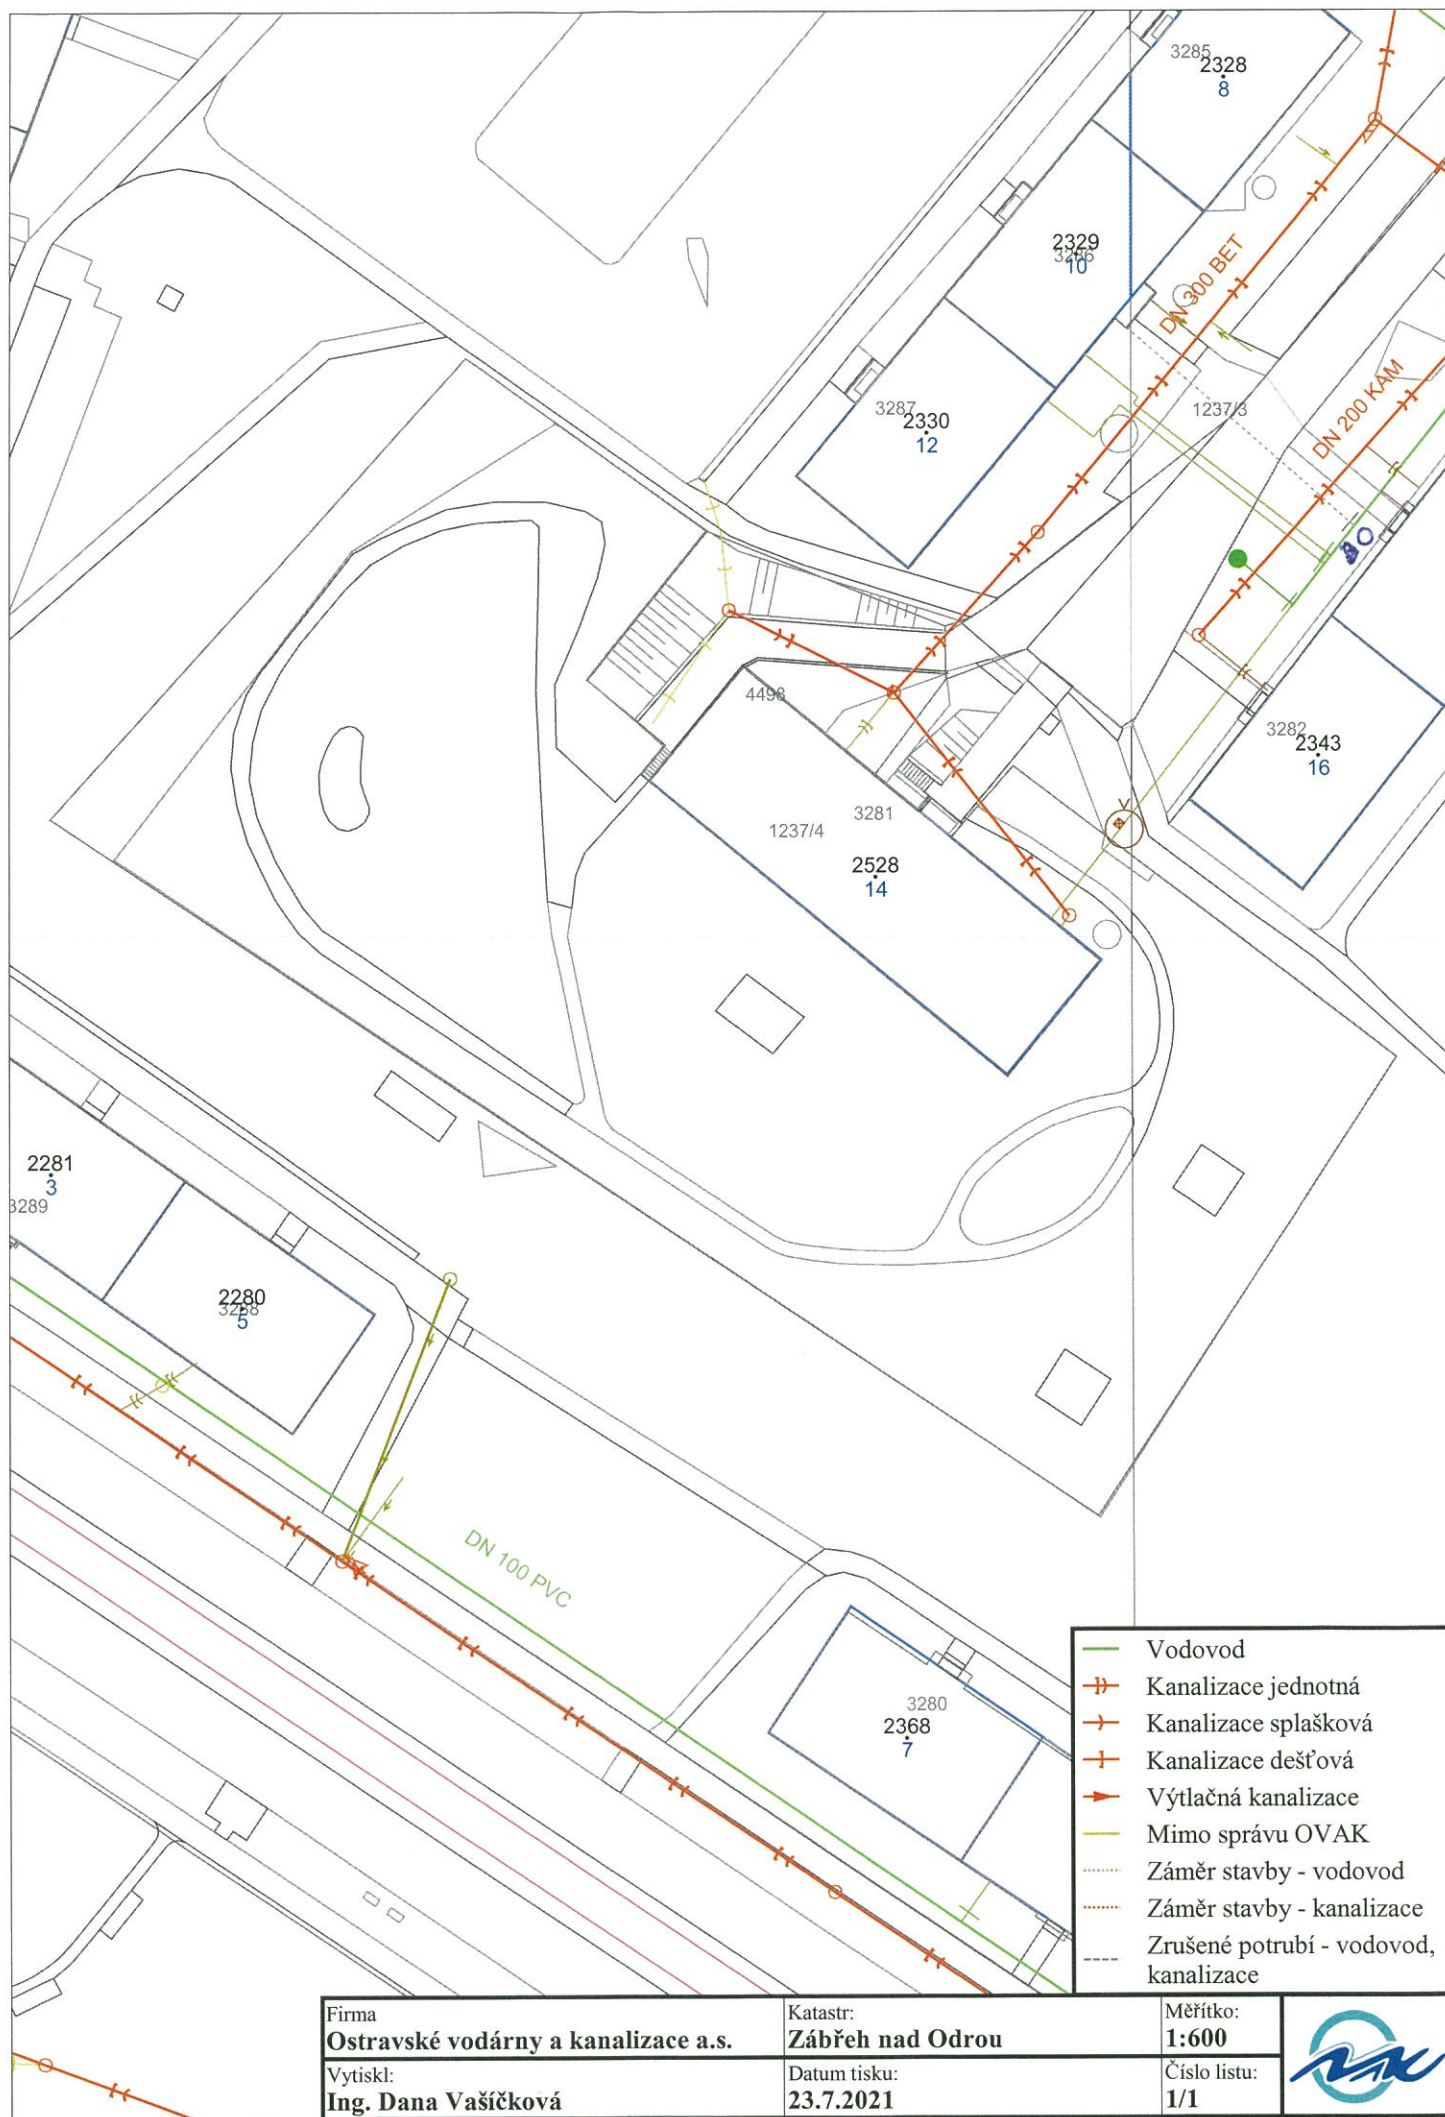 3285
2328
8
2329
3286
10
DN 300 BET
DN 200 KAM
1237/3
3287
2330
12
4498
3282
2343
16
V
3281
1237/4
2528
14
2281
3
3289
2280
3288
5
DN 100 PVC
3280
2368
7
Vodovod
Kanalizace jednotná
Kanalizace splašková
Kanalizace dešťová
Výtlačná kanalizace
Mimo správu OVAK
Záměr stavby - vodovod
Záměr stavby - kanalizace
Zrušené potrubí - vodovod,
kanalizace
Firma
Ostravské vodárny a kanalizace a.s.
Katastr:
Zábřeh nad Odrou
Měřítko:
1:600
Vytiskl:
Ing. Dana Vašíčková
Datum tisku:
23.7.2021
Číslo listu:
1/1